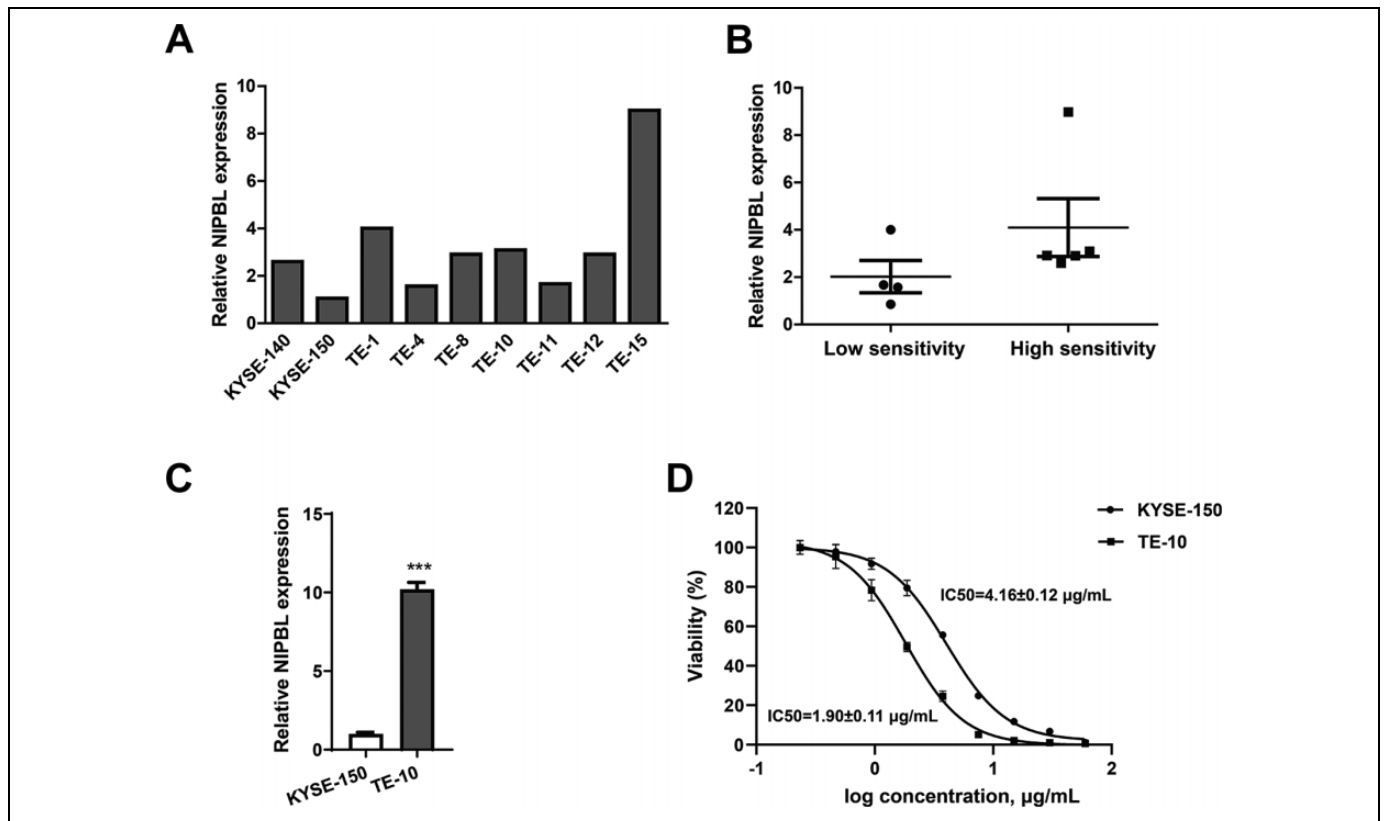 A
Relative NIPBL expression
10
8
6
4
2
0
KYSE-140
KYSE-150
TE-1
TE-4
TE-8
TE-10
TE-11
TE-12
TE-15
B
Relative NIPBL expression
10
8
6
4
2
0
Low sensitivity
High sensitivity
C
Relative NIPBL expression
15
10
5
0
***
KYSE-150
TE-10
D
Viability (%)
120
100
80
60
40
20
0
-1
0
1
2
log concentration, µg/mL
KYSE-150
TE-10
IC50=4.16±0.12 µg/mL
IC50=1.90±0.11 µg/mL